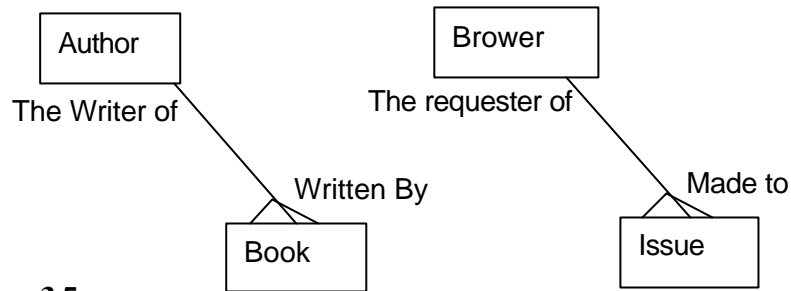 Author
The Writer of
Written By
Book
Brower
The requester of
Made to
Issue